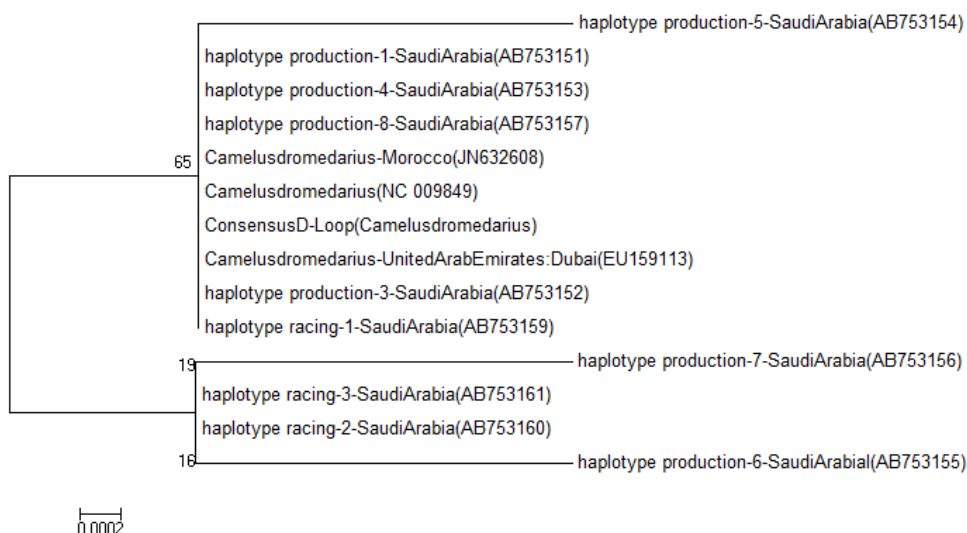 haplotype production-5-SaudiArabia(AB753154)
haplotype production-1-SaudiArabia(AB753151)
haplotype production-4-SaudiArabia(AB753153)
haplotype production-8-SaudiArabia(AB753157)
65
Camelusdromedarius-Morocco(JN632608)
Camelusdromedarius(NC 009849)
ConsensusD-Loop(Camelusdromedarius)
Camelusdromedarius-UnitedArabEmirates:Dubai(EU159113)
haplotype production-3-SaudiArabia(AB753152)
haplotype racing-1-SaudiArabia(AB753159)
19
haplotype production-7-SaudiArabia(AB753156)
haplotype racing-3-SaudiArabia(AB753161)
haplotype racing-2-SaudiArabia(AB753160)
16
haplotype production-6-SaudiArabial(AB753155)
0.0002